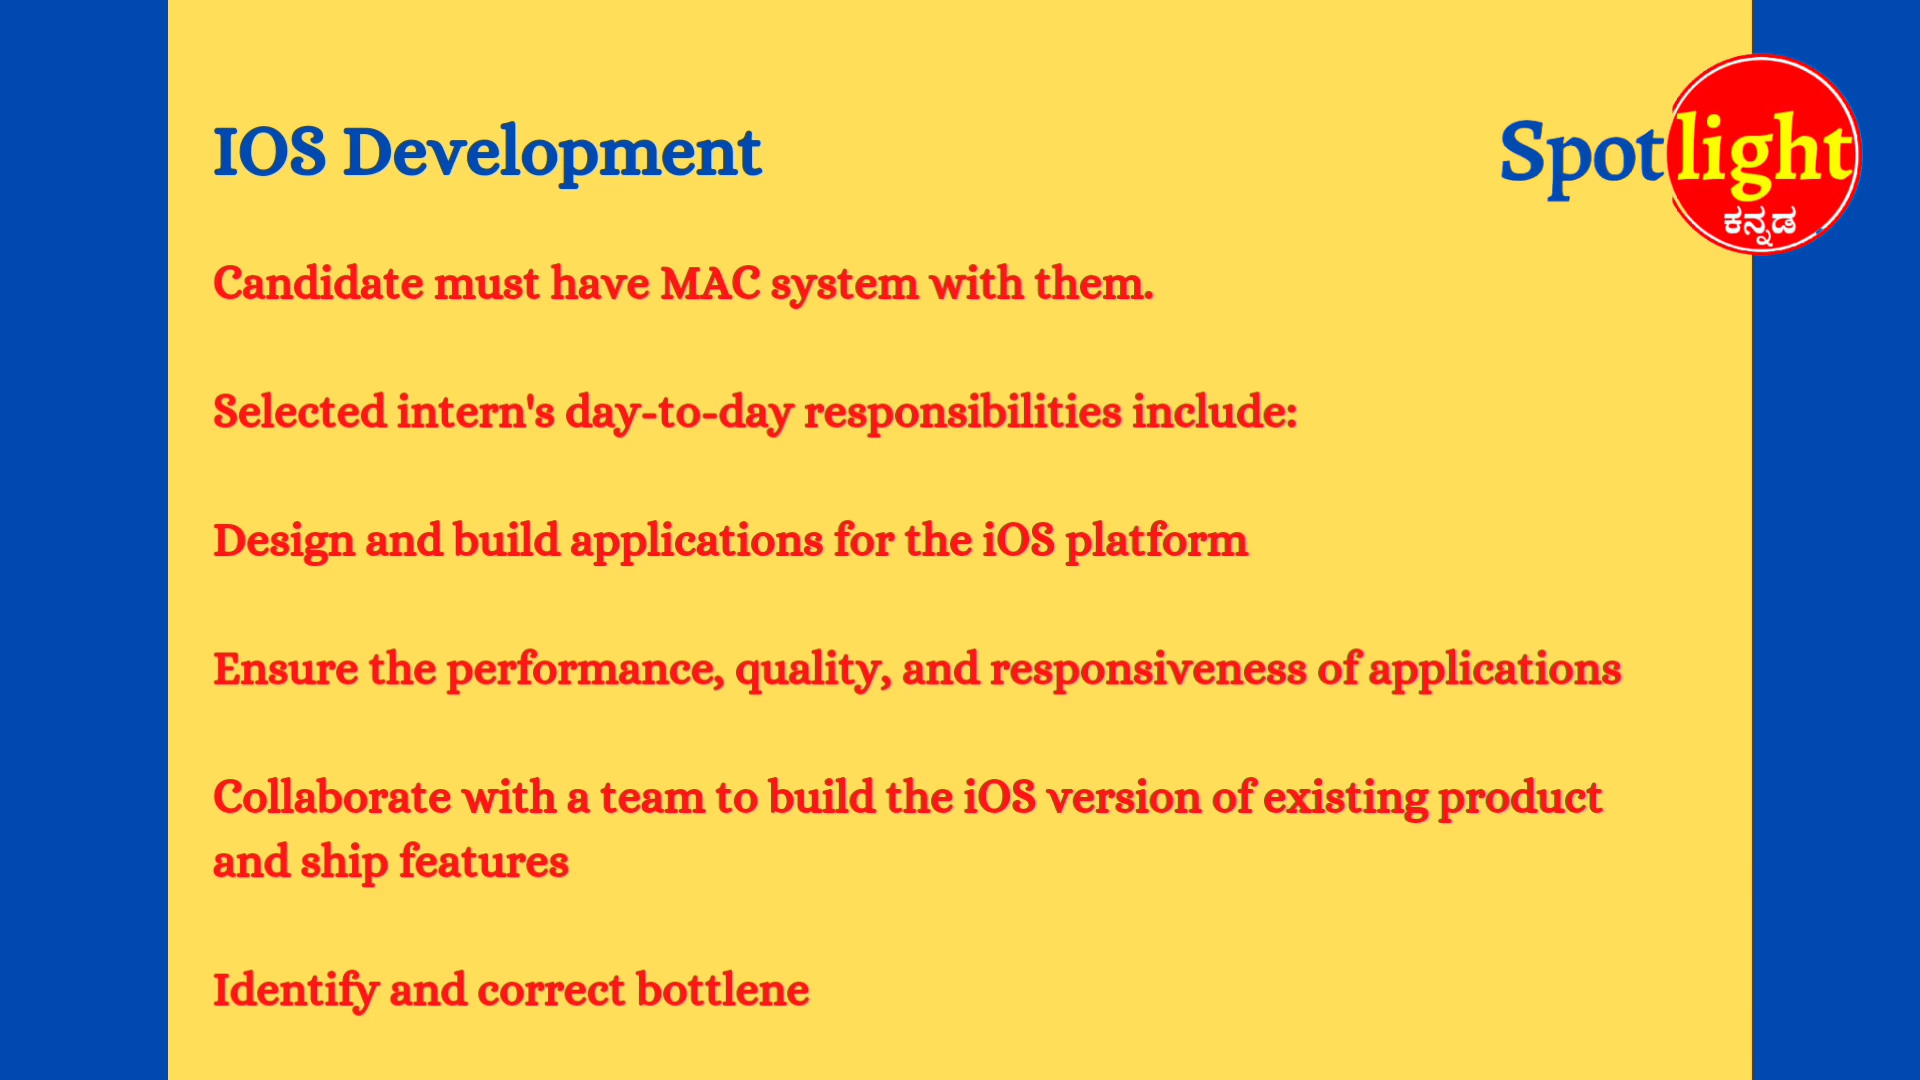 IOS Development
Spotlight
ಕನ್ನಡ
Candidate must have MAC system with them.
Selected intern's day-to-day responsibilities include:
Design and build applications for the iOS platform
Ensure the performance, quality, and responsiveness of applications
Collaborate with a team to build the iOS version of existing product
and ship features
Identify and correct bottlene